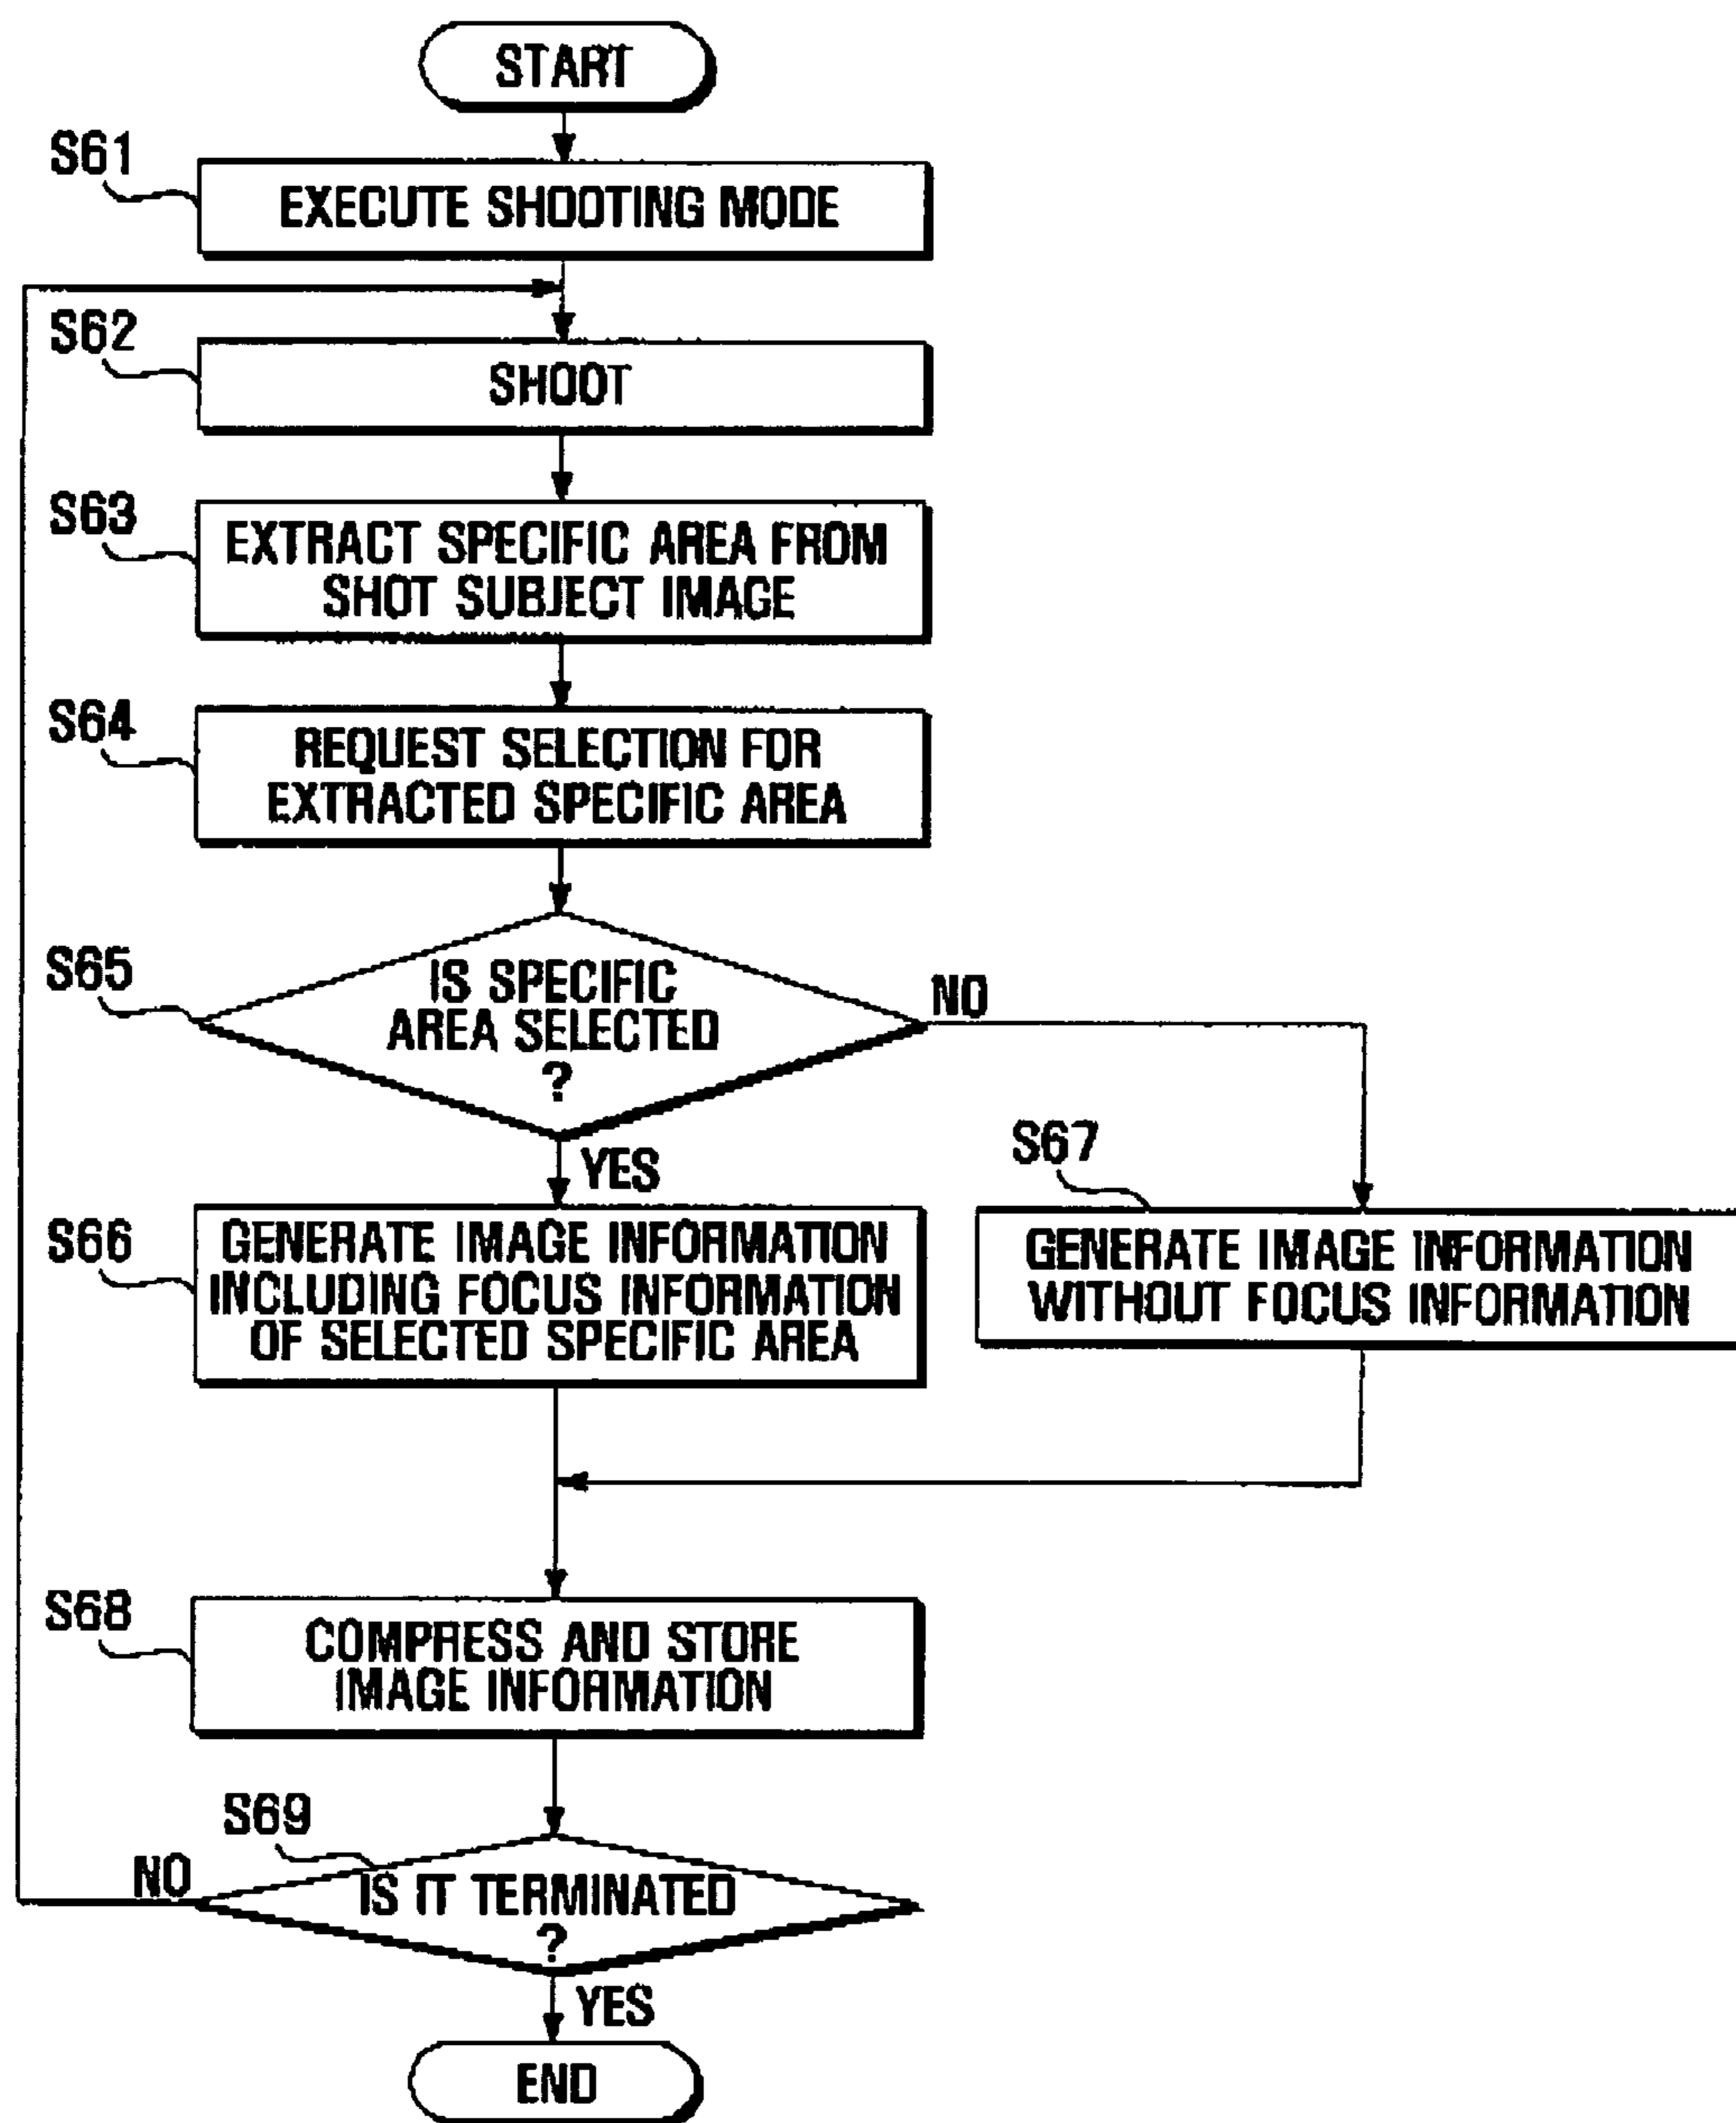 START
S61
EXECUTE SHOOTING MODE
S62
SHOOT
S63
EXTRACT SPECIFIC AREA FROM
SHOT SUBJECT IMAGE
S64
REQUEST SELECTION FOR
EXTRACTED SPECIFIC AREA
S65
IS SPECIFIC
AREA SELECTED
?
NO
YES
S66
GENERATE IMAGE INFORMATION
INCLUDING FOCUS INFORMATION
OF SELECTED SPECIFIC AREA
S67
GENERATE IMAGE INFORMATION
WITHOUT FOCUS INFORMATION
S68
COMPRESS AND STORE
IMAGE INFORMATION
S69
NO
IS IT TERMINATED
?
YES
END